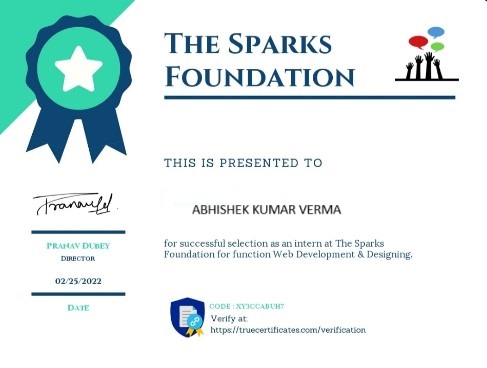 THE SPARKS
FOUNDATION
THIS IS PRESENTED TO
ABHISHEK KUMAR VERMA
for successful selection as an intern at The Sparks
Foundation for function Web Development & Designing.
PRANAV DUBEY
DIRECTOR
02/25/2022
DATE
CODE : XY3CCABUH7
Verify at:
https://truecertificates.com/verification